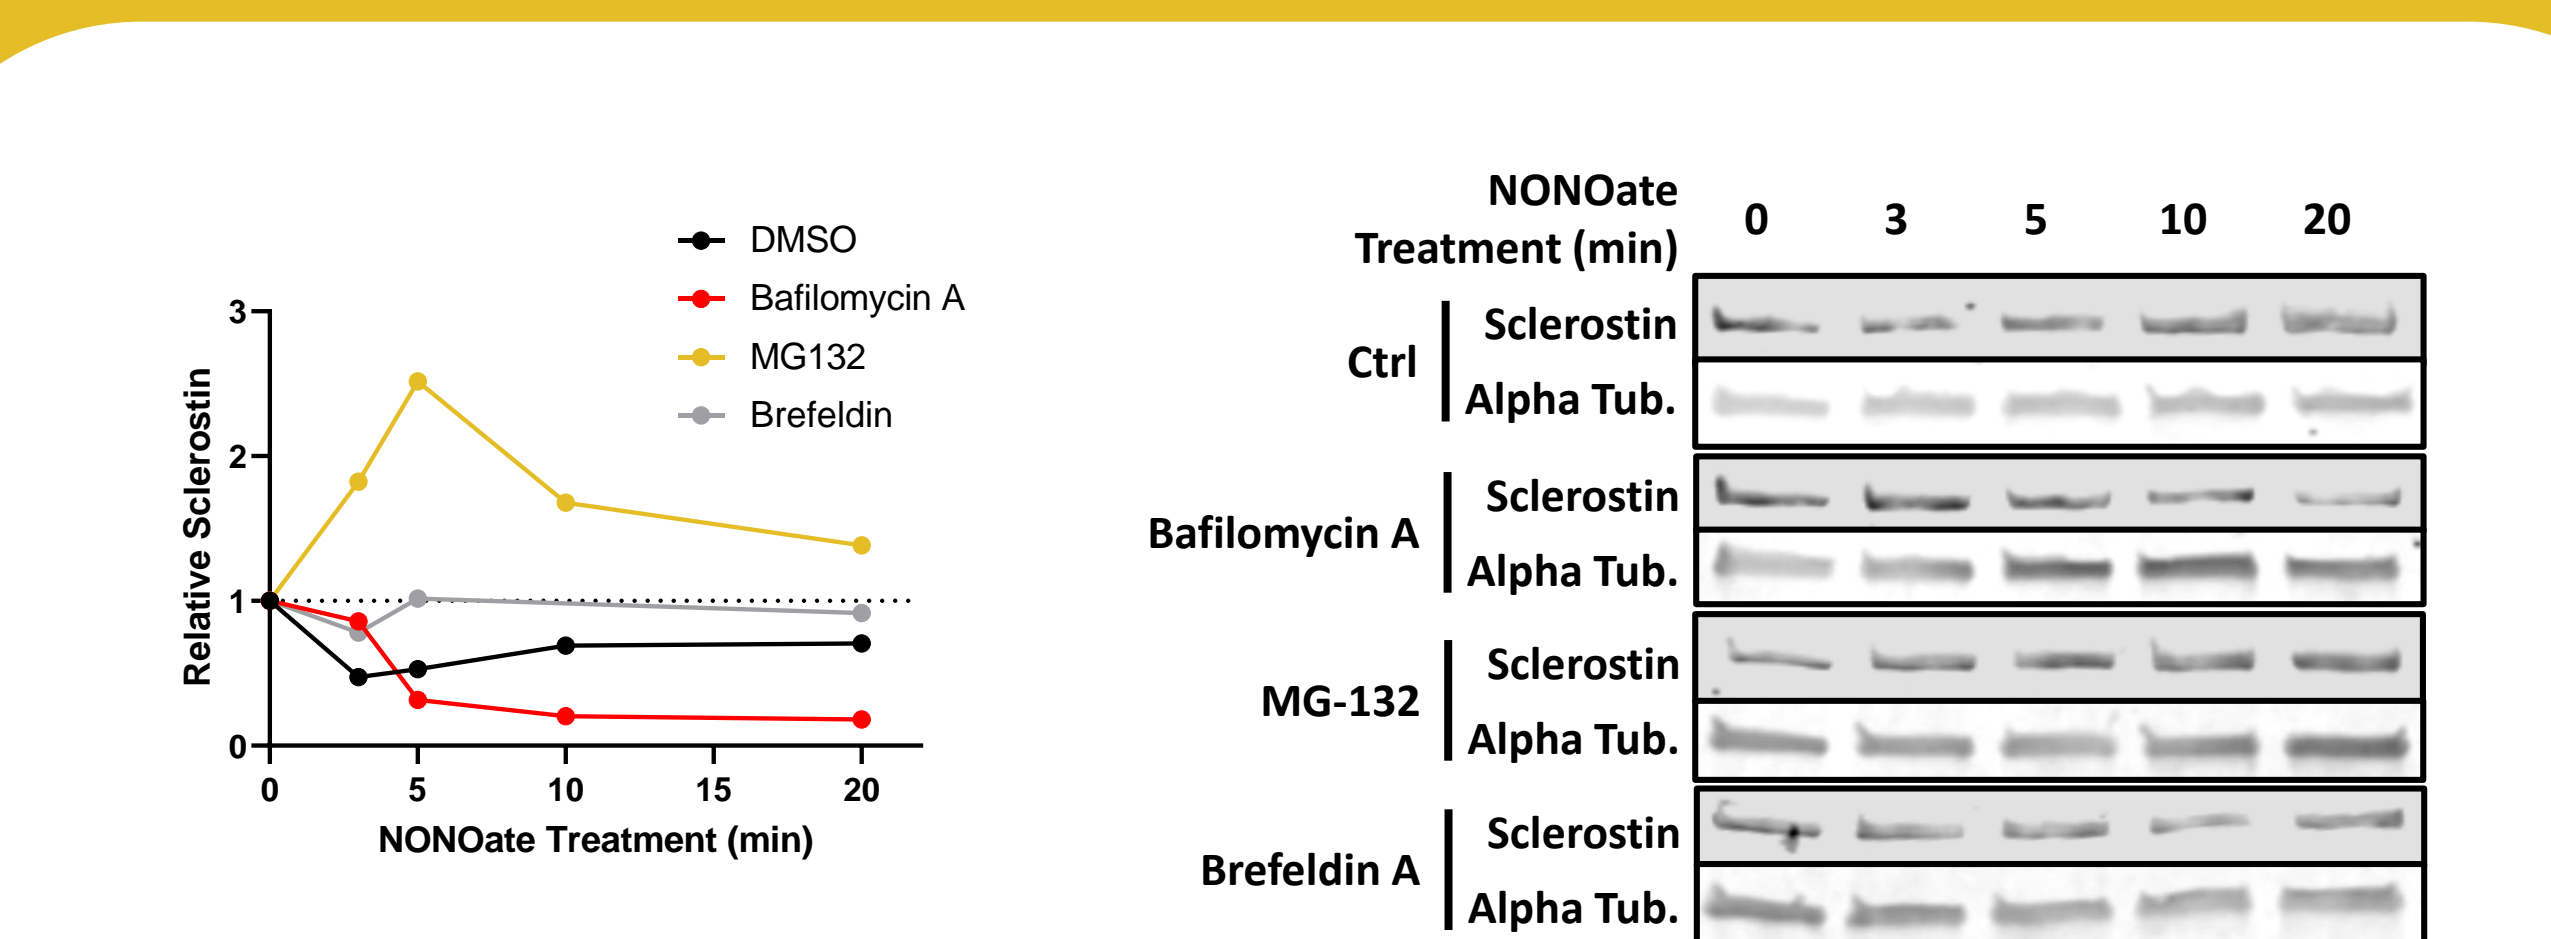 DMSO
Bafilomycin A
MG132
Brefeldin
3
2
1
0
Relative Sclerostin
0 5 10 15 20
NONOate Treatment (min)
NONOate
Treatment (min)
0 3 5 10 20
Ctrl
Sclerostin
Alpha Tub.
Bafilomycin A
Sclerostin
Alpha Tub.
MG-132
Sclerostin
Alpha Tub.
Brefeldin A
Sclerostin
Alpha Tub.